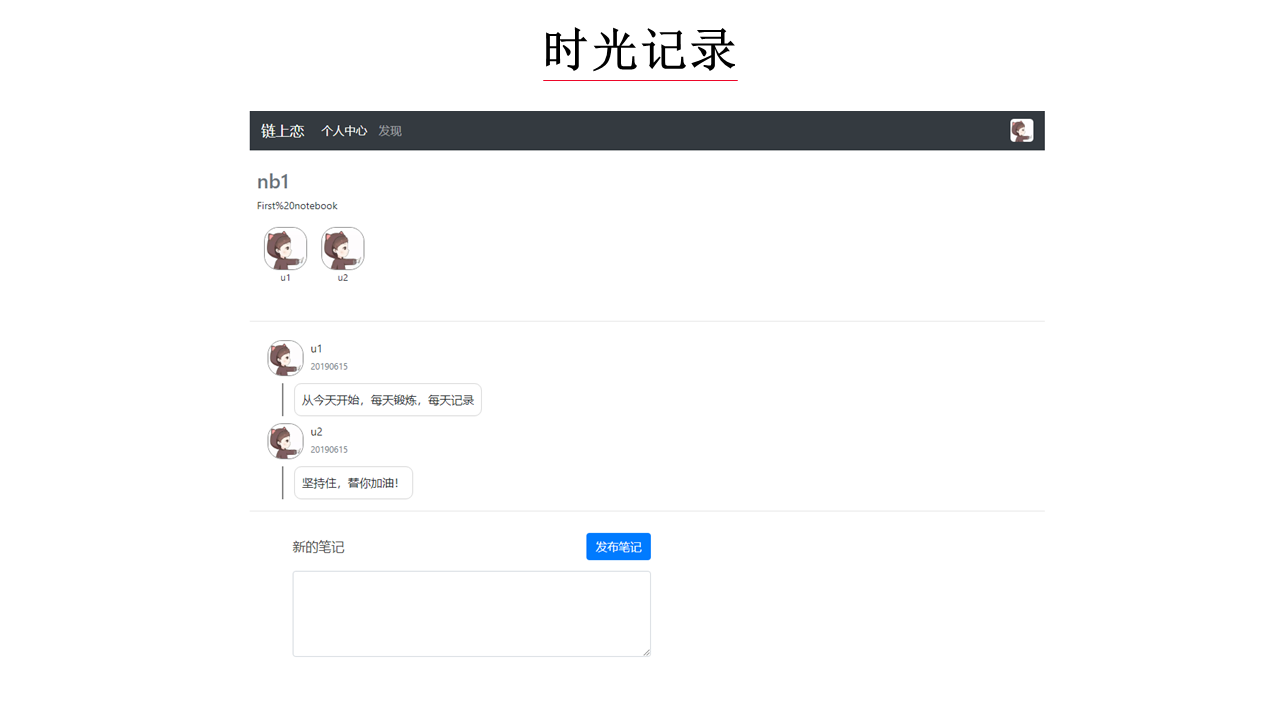 时光记录
链上恋 个人中心 发现
nb1
First%20notebook
u1 u2
u1
20190615
从今天开始，每天锻炼，每天记录
u2
20190615
坚持住，替你加油！
新的笔记 发布笔记